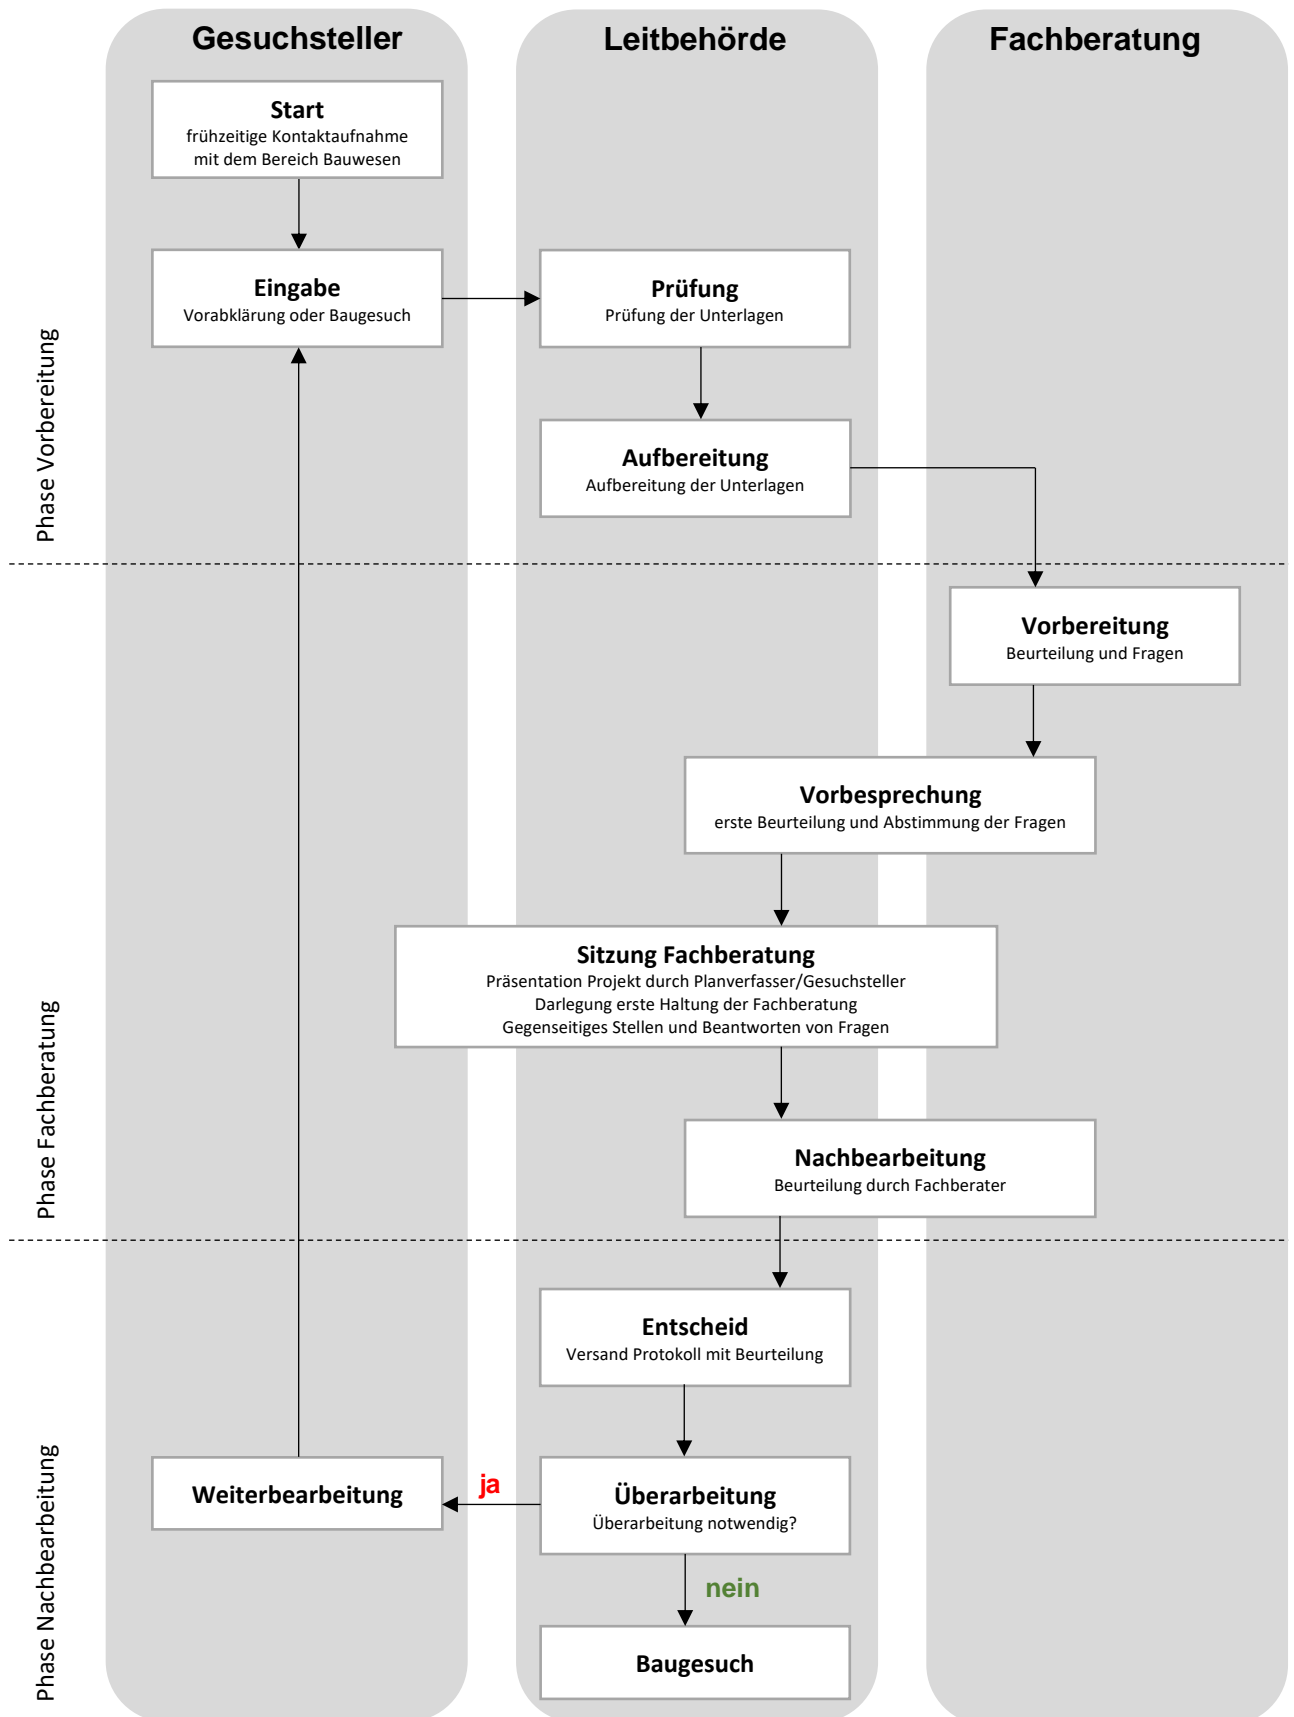 Gesuchsteller
Leitbehörde
Fachberatung
Start
frühzeitige Kontaktaufnahme
mit dem Bereich Bauwesen
Eingabe
Vorabklärung oder Baugesuch
Prüfung
Prüfung der Unterlagen
Aufbereitung
Aufbereitung der Unterlagen
Phase Vorbereitung
Vorbereitung
Beurteilung und Fragen
Vorbesprechung
erste Beurteilung und Abstimmung der Fragen
Sitzung Fachberatung
Präsentation Projekt durch Planverfasser/Gesuchsteller
Darlegung erste Haltung der Fachberatung
Gegenseitiges Stellen und Beantworten von Fragen
Nachbearbeitung
Beurteilung durch Fachberater
Phase Fachberatung
Entscheid
Versand Protokoll mit Beurteilung
Weiterbearbeitung
ja
Überarbeitung
Überarbeitung notwendig?
nein
Baugesuch
Phase Nachbearbeitung